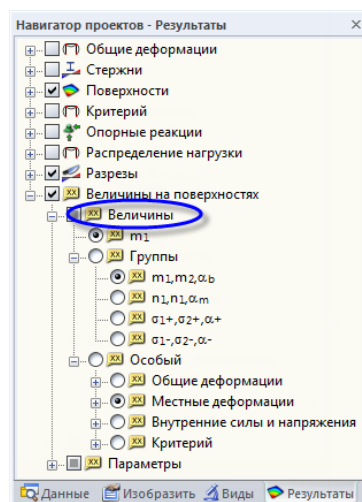 Навигатор проектов - Результаты
Общие деформации
Стержни
Поверхности
Критерий
Опорные реакции
Распределение нагрузки
Разрезы
Величины на поверхностях
Величины
m1
Группы
m1,m2,αb
n1,n1,αm
σ1+,σ2+,α+
σ1-,σ2-,α-
Особый
Общие деформации
Местные деформации
Внутренние силы и напряжения
Критерий
Параметры
Данные Изобразить Виды Результаты